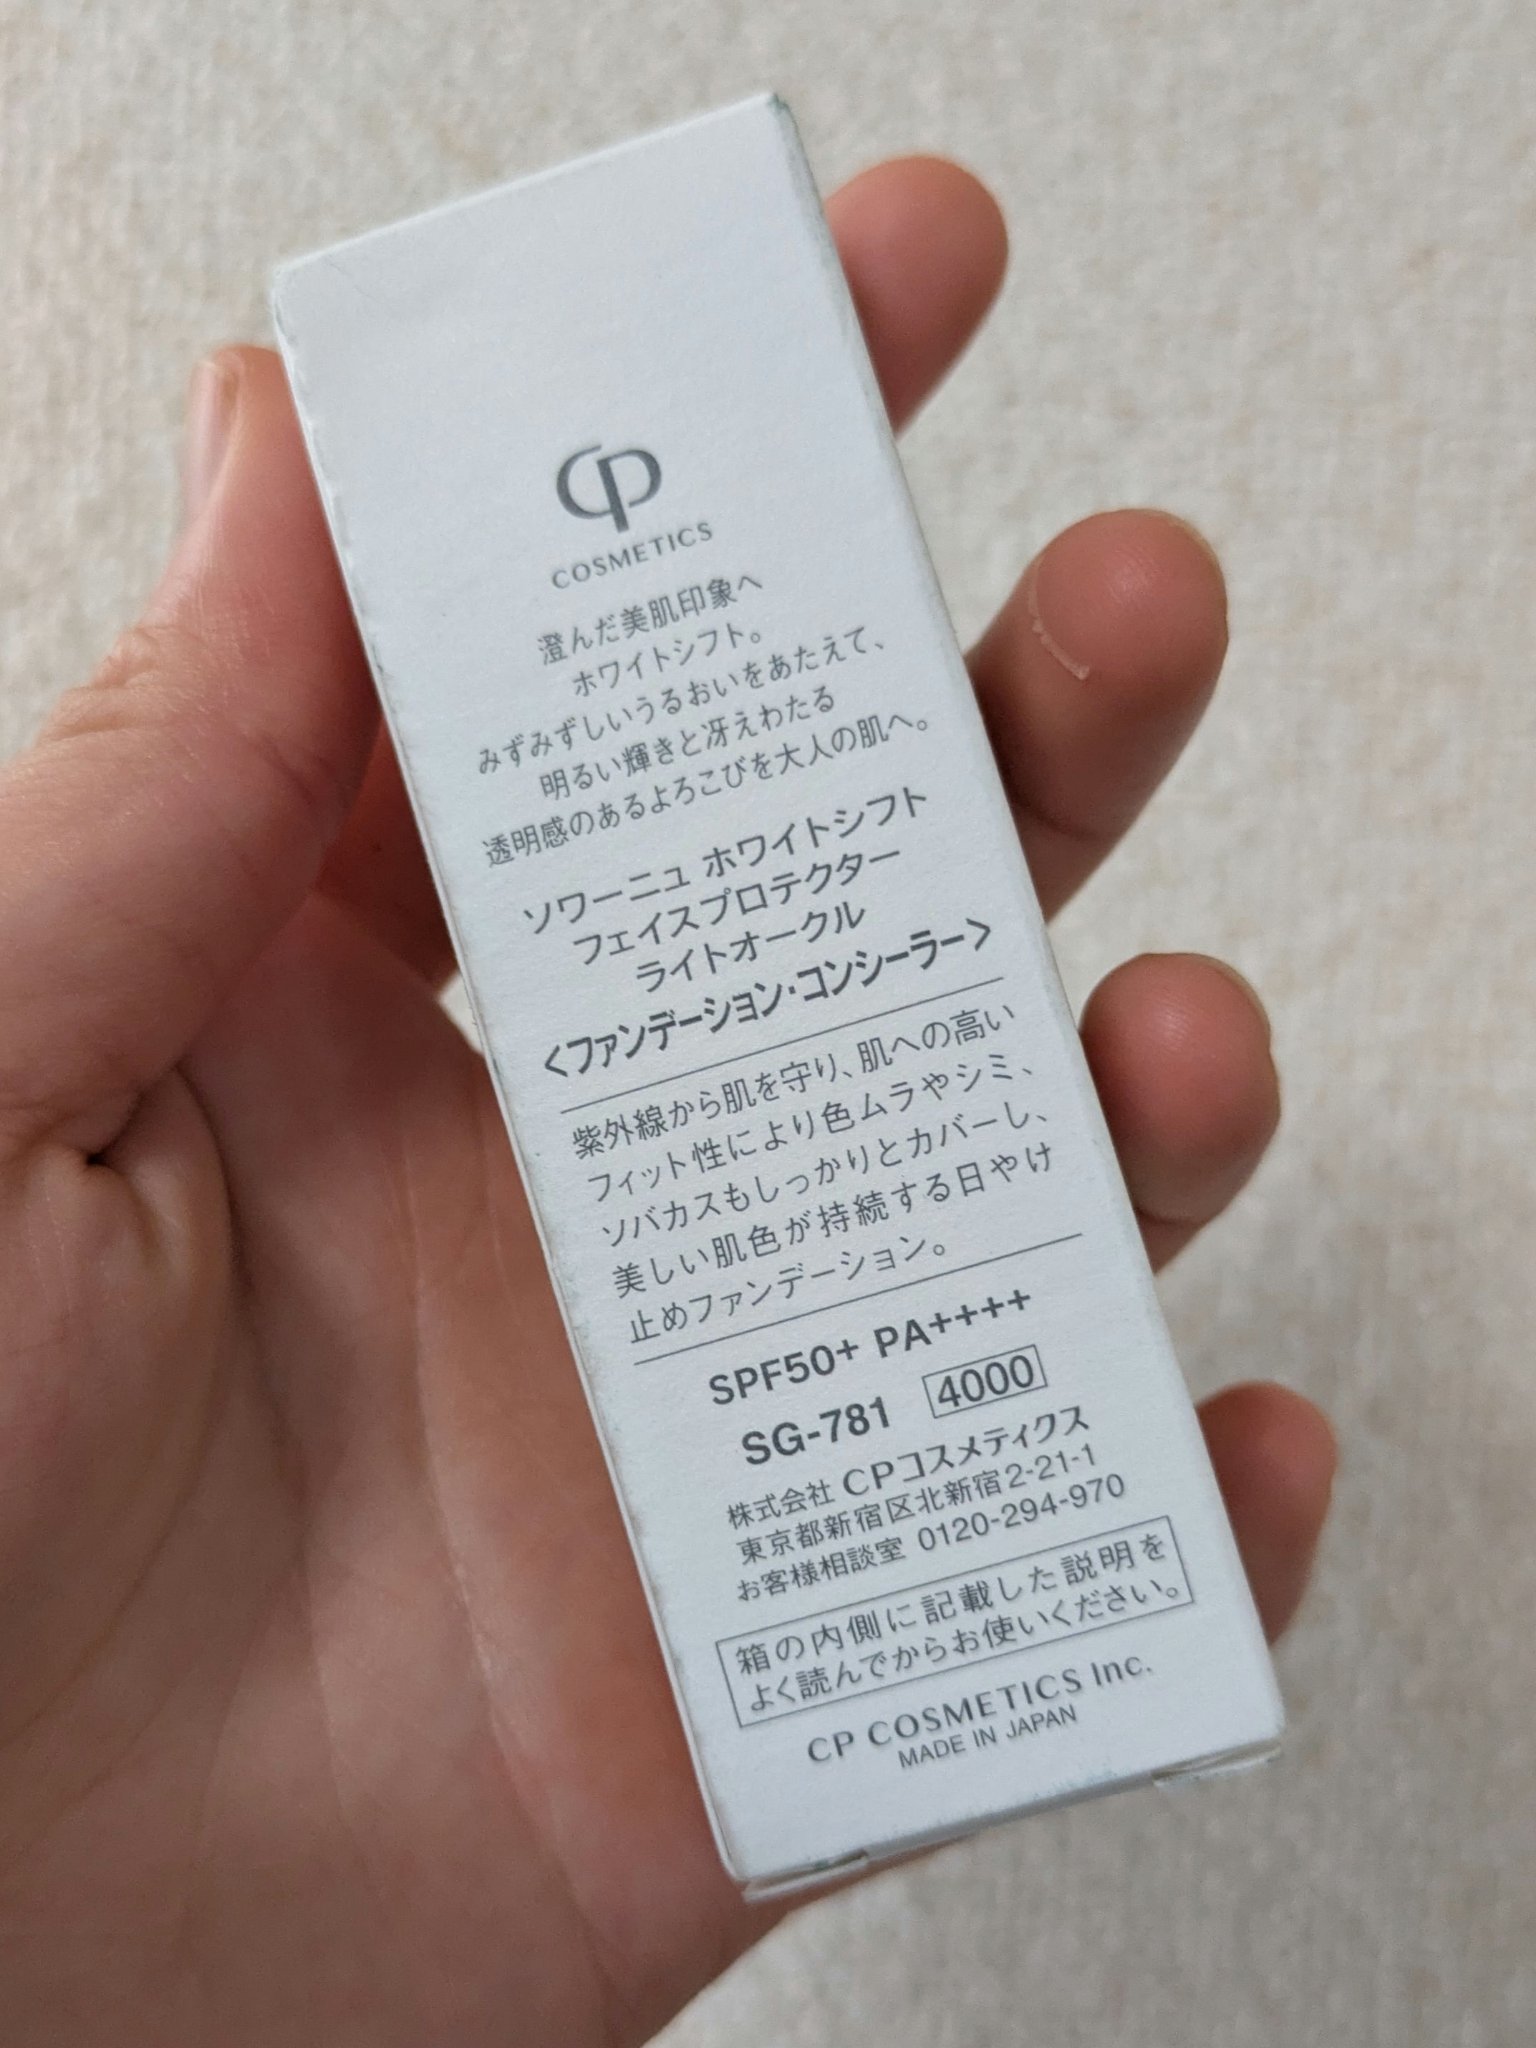 CP
COSMETICS
澄んだ美肌印象へ
ホワイトシフト。
みずみずしいうるおいをあたえて、
明るい輝きと冴えわたる
透明感のあるよろこびを大人の肌へ。
ソワーニュ ホワイトシフト
フェイスプロテクター
ライトオークル
<ファンデーション・コンシーラー>
紫外線から肌を守り、肌への高い
フィット性により色ムラやシミ、
ソバカスもしっかりとカバーし、
美しい肌色が持続する日やけ
止めファンデーション。
SPF50+ PA++++
SG-781 4000
株式会社 CPコスメティクス
東京都新宿区北新宿2-21-1
お客様相談室 0120-294-970
箱の内側に記載した説明を
よく読んでからお使いください。
CP COSMETICS Inc.
MADE IN JAPAN